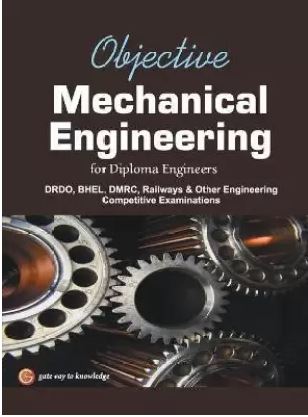 Objective
Mechanical
Engineering
for Diploma Engineers
DRDO, BHEL, DMRC, Railways & Other Engineering
Competitive Examinations
G
gate way to knowledge